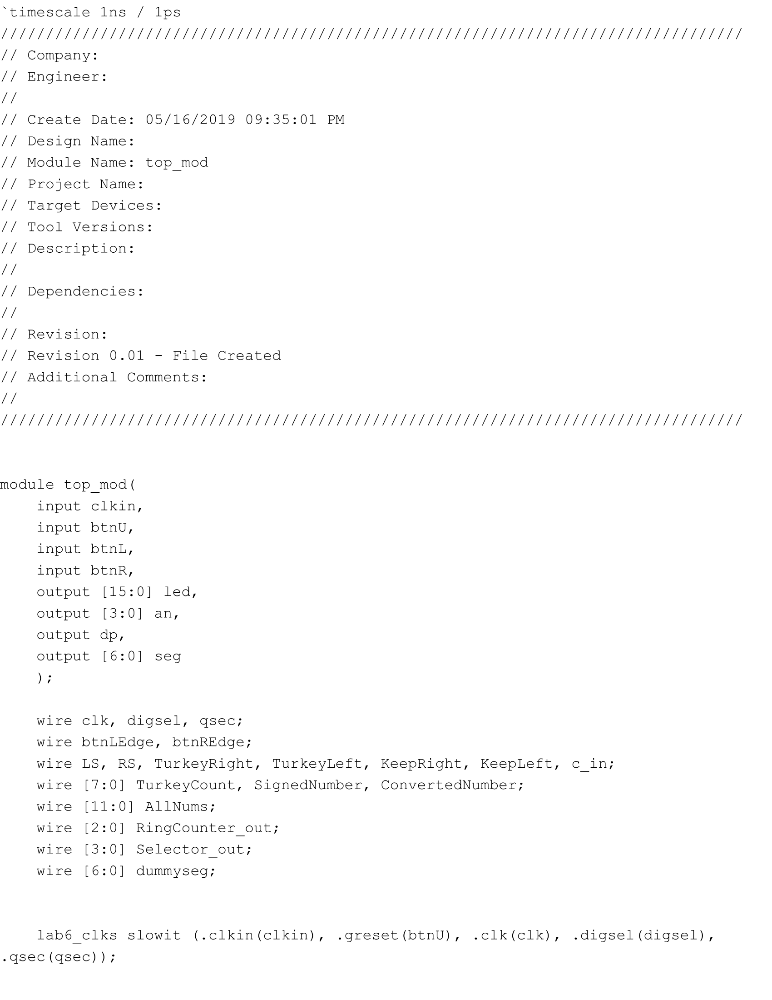 `timescale 1ns / 1ps
//////////////////////////////////////////////////////////////////////////////////
// Company:
// Engineer:
//
// Create Date: 05/16/2019 09:35:01 PM
// Design Name:
// Module Name: top_mod
// Project Name:
// Target Devices:
// Tool Versions:
// Description:
//
// Dependencies:
//
// Revision:
// Revision 0.01 - File Created
// Additional Comments:
//
//////////////////////////////////////////////////////////////////////////////////
module top_mod(
    input clkin,
    input btnU,
    input btnL,
    input btnR,
    output [15:0] led,
    output [3:0] an,
    output dp,
    output [6:0] seg
    );
    wire clk, digsel, qsec;
    wire btnLEdge, btnREdge;
    wire LS, RS, TurkeyRight, TurkeyLeft, KeepRight, KeepLeft, c_in;
    wire [7:0] TurkeyCount, SignedNumber, ConvertedNumber;
    wire [11:0] AllNums;
    wire [2:0] RingCounter_out;
    wire [3:0] Selector_out;
    wire [6:0] dummyseg;
    lab6_clks slowit (.clkin(clkin), .greset(btnU), .clk(clk), .digsel(digsel),
.qsec(qsec));